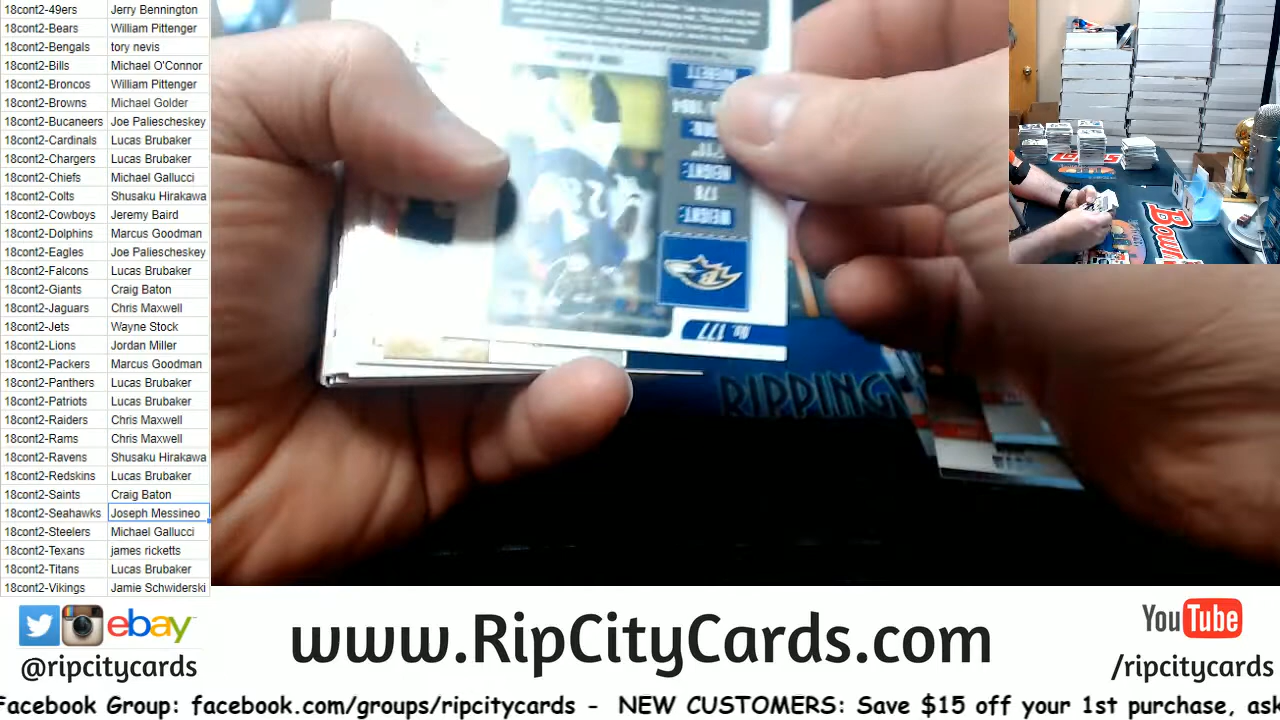 18cont2-49ers Jerry Bennington
18cont2-Bears William Pittenger
18cont2-Bengals tory nevis
18cont2-Bills Michael O'Connor
18cont2-Broncos William Pittenger
18cont2-Browns Michael Golder
18cont2-Bucaneers Joe Paliescheskey
18cont2-Cardinals Lucas Brubaker
18cont2-Chargers Lucas Brubaker
18cont2-Chiefs Michael Gallucci
18cont2-Colts Shusaku Hirakawa
18cont2-Cowboys Jeremy Baird
18cont2-Dolphins Marcus Goodman
18cont2-Eagles Joe Paliescheskey
18cont2-Falcons Lucas Brubaker
18cont2-Giants Craig Baton
18cont2-Jaguars Chris Maxwell
18cont2-Jets Wayne Stock
18cont2-Lions Jordan Miller
18cont2-Packers Marcus Goodman
18cont2-Panthers Lucas Brubaker
18cont2-Patriots Lucas Brubaker
18cont2-Raiders Chris Maxwell
18cont2-Rams Chris Maxwell
18cont2-Ravens Shusaku Hirakawa
18cont2-Redskins Lucas Brubaker
18cont2-Saints Craig Baton
18cont2-Seahawks Joseph Messineo
18cont2-Steelers Michael Gallucci
18cont2-Texans james ricketts
18cont2-Titans Lucas Brubaker
18cont2-Vikings Jamie Schwiderski
HEIGHT:
178
WEIGHT:
No. 177
RIPPING
ebay
@ripcitycards
www.RipCityCards.com
YouTube
/ripcitycards
Facebook Group: facebook.com/groups/ripcitycards - NEW CUSTOMERS: Save $15 off your 1st purchase, ask